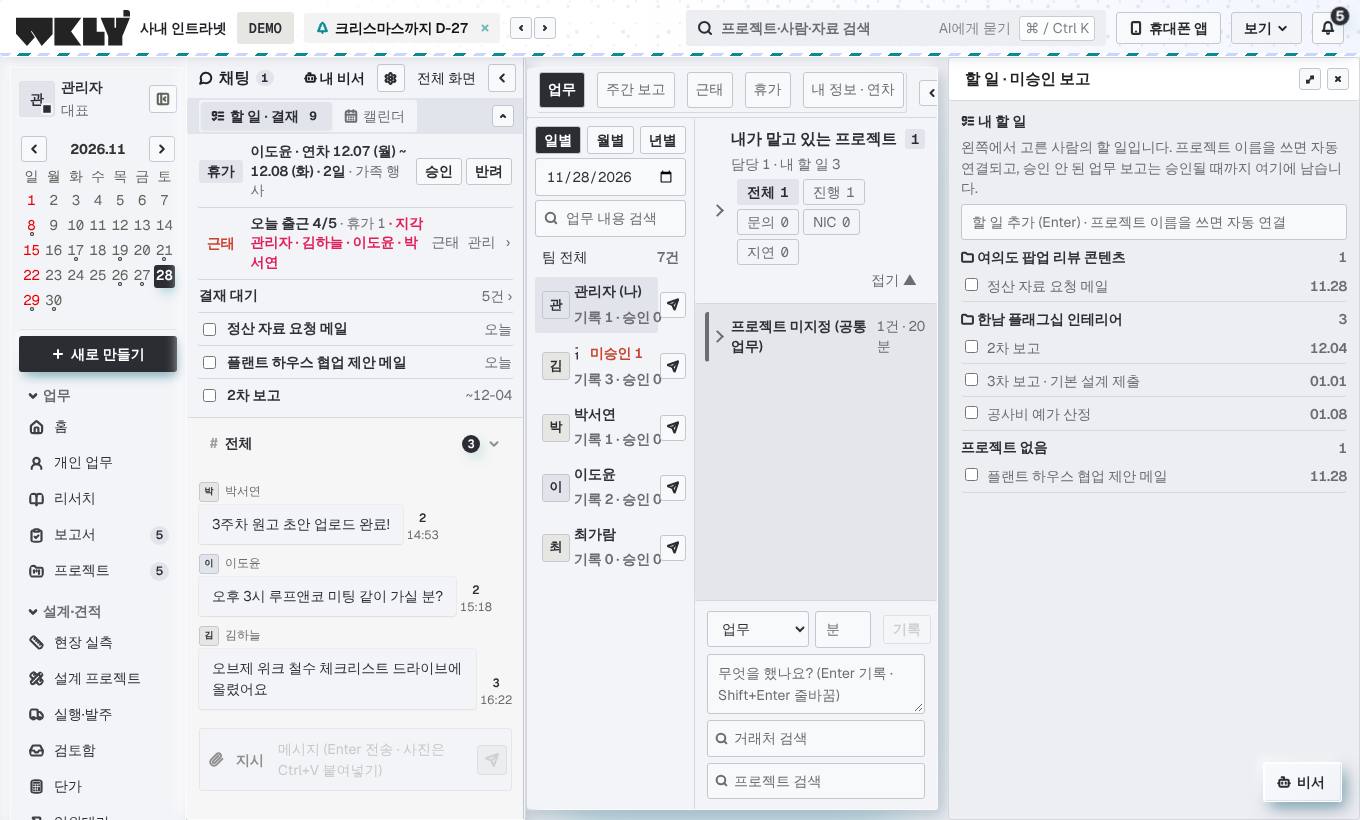 WKLY 사내 인트라넷 DEMO 크리스마스까지 D-27 × 프로젝트·사람·자료 검색 AI에게 묻기 ⌘ / Ctrl K 휴대폰 앱 보기 5
관 관리자
대표
2026.11
일 월 화 수 목 금 토
1 2 3 4 5 6 7
8 9 10 11 12 13 14
15 16 17 18 19 20 21
22 23 24 25 26 27 28
29 30
+ 새로 만들기
업무
홈
개인 업무
리서치
보고서 5
프로젝트 5
설계·견적
현장 실측
설계 프로젝트
실행·발주
검토함
단가
채팅 1 내 비서 전체 화면
할 일 · 결재 9 캘린더
휴가 이도윤 · 연차 12.07 (월) ~
12.08 (화) · 2일 · 가족 행
사
승인 반려
근태 오늘 출근 4/5 · 휴가 1 · 지각
관리자 · 김하늘 · 이도윤 · 박
서연
근태 관리 ›
결재 대기 5건 ›
정산 자료 요청 메일 오늘
플랜트 하우스 협업 제안 메일 오늘
2차 보고 ~12-04
# 전체 3
박 박서연
3주차 원고 초안 업로드 완료! 2
14:53
이 이도윤
오후 3시 루프앤코 미팅 같이 가실 분? 2
15:18
김 김하늘
오브제 위크 철수 체크리스트 드라이브에
올렸어요
3
16:22
지시 메시지 (Enter 전송 · 사진은
Ctrl+V 붙여넣기)
업무 주간 보고 근태 휴가 내 정보 · 연차
일별 월별 년별
11/28/2026
업무 내용 검색
팀 전체 7건
관 관리자 (나)
기록 1 · 승인 0
김 미승인 1
기록 3 · 승인 0
박 박서연
기록 1 · 승인 0
이 이도윤
기록 2 · 승인 0
최 최가람
기록 0 · 승인 0
내가 맡고 있는 프로젝트 1
담당 1 · 내 할 일 3
전체 1 진행 1
문의 0 NIC 0
지연 0
접기 ▲
프로젝트 미지정 (공통
업무)
1건 · 20
분
업무 분 기록
무엇을 했나요? (Enter 기록 ·
Shift+Enter 줄바꿈)
거래처 검색
프로젝트 검색
할 일 · 미승인 보고
내 할 일
왼쪽에서 고른 사람의 할 일입니다. 프로젝트 이름을 쓰면 자동
연결되고, 승인 안 된 업무 보고는 승인될 때까지 여기에 남습니
다.
할 일 추가 (Enter) · 프로젝트 이름을 쓰면 자동 연결
여의도 팝업 리뷰 콘텐츠 1
정산 자료 요청 메일 11.28
한남 플래그십 인테리어 3
2차 보고 12.04
3차 보고 · 기본 설계 제출 01.01
공사비 예가 산정 01.08
프로젝트 없음 1
플랜트 하우스 협업 제안 메일 11.28
비서